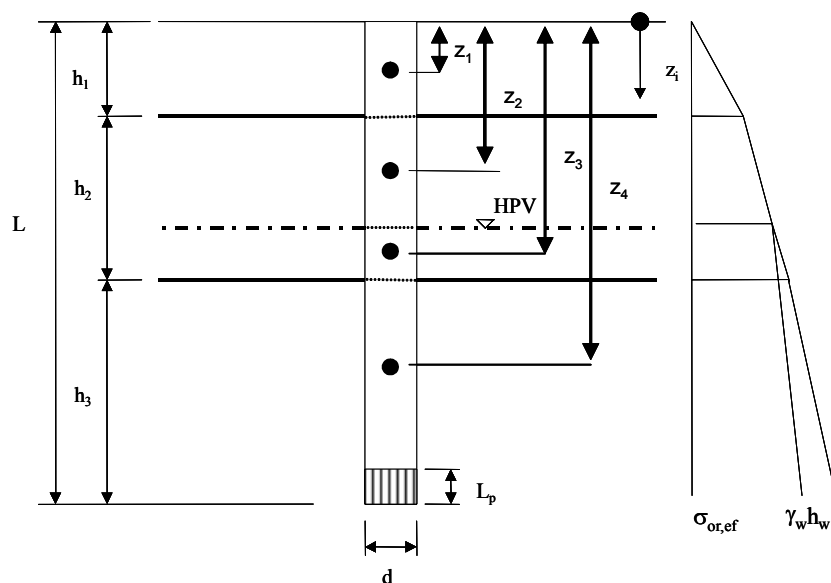 h₁
z₁
zᵢ
z₂
h₂
z₃
z₄
L
HPV
h₃
Lₚ
σor,ef
γwhw
d